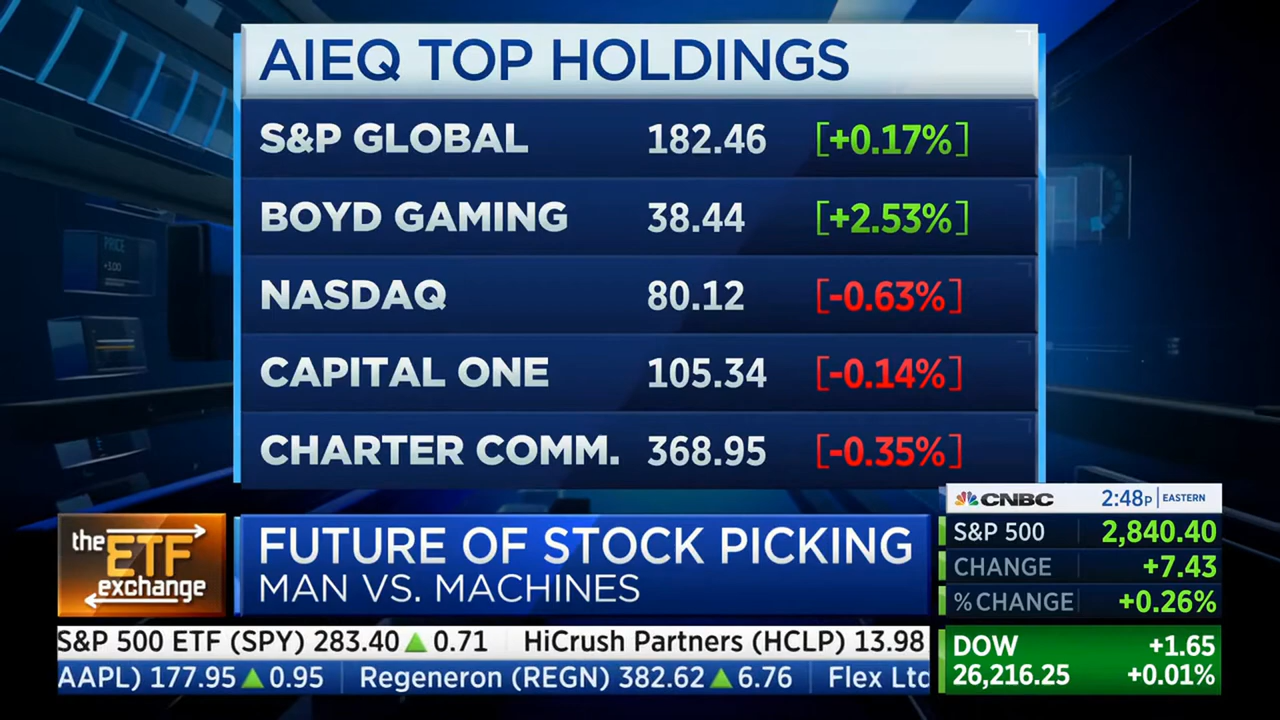 AIEQ TOP HOLDINGS
S&P GLOBAL 182.46 [+0.17%]
BOYD GAMING 38.44 [+2.53%]
NASDAQ 80.12 [-0.63%]
CAPITAL ONE 105.34 [-0.14%]
CHARTER COMM. 368.95 [-0.35%]
PRICE
+3.00
the ETF exchange
FUTURE OF STOCK PICKING
MAN VS. MACHINES
CNBC 2:48P EASTERN
S&P 500 2,840.40
CHANGE +7.43
% CHANGE +0.26%
DOW +1.65
26,216.25 +0.01%
S&P 500 ETF (SPY) 283.40 ▲ 0.71 HiCrush Partners (HCLP) 13.98
AAPL) 177.95 ▲ 0.95 Regeneron (REGN) 382.62 ▲ 6.76 Flex Ltd